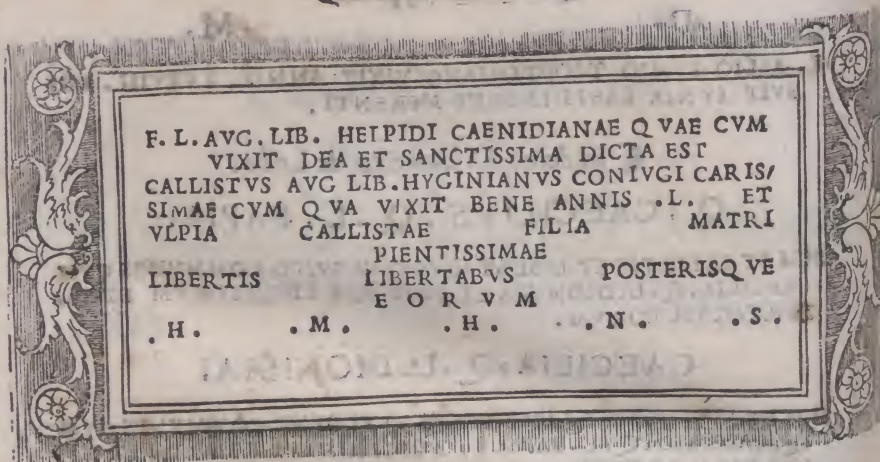 F. L. AVG. LIB. HEIPIDI CAENIDIANAE QVAE CVM
VIXIT DEA ET SANCTISSIMA DICTA EST
CALLISTVS AVG LIB. HYGINIANVS CONIVGI CARIS/
SIMAE CVM QVA VIXIT BENE ANNIS .L. ET
VLPIA CALLISTAE FILIA MATRI
PIENTISSIMAE
LIBERTIS LIBERTABVS POSTERISQVE
EORVM
. H . . M . . H . . N . . S .